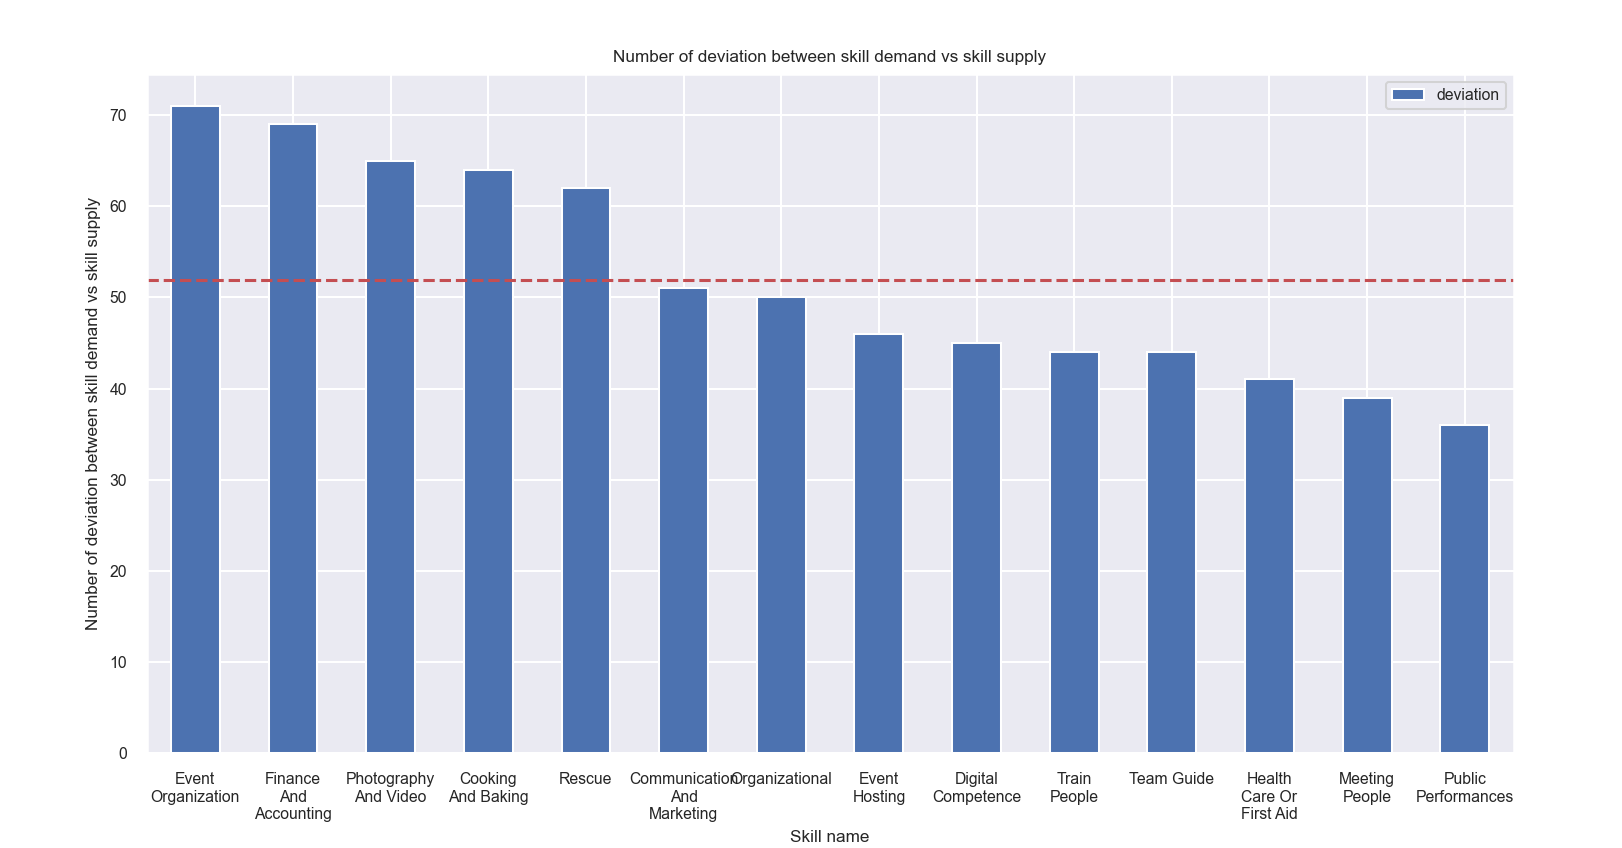 Number of deviation between skill demand vs skill supply
deviation
Number of deviation between skill demand vs skill supply
70
60
50
40
30
20
10
0
Event
Organization
Finance
And
Accounting
Photography
And Video
Cooking
And Baking
Rescue
Communication
And
Marketing
Organizational
Event
Hosting
Digital
Competence
Train
People
Team Guide
Health
Care Or
First Aid
Meeting
People
Public
Performances
Skill name